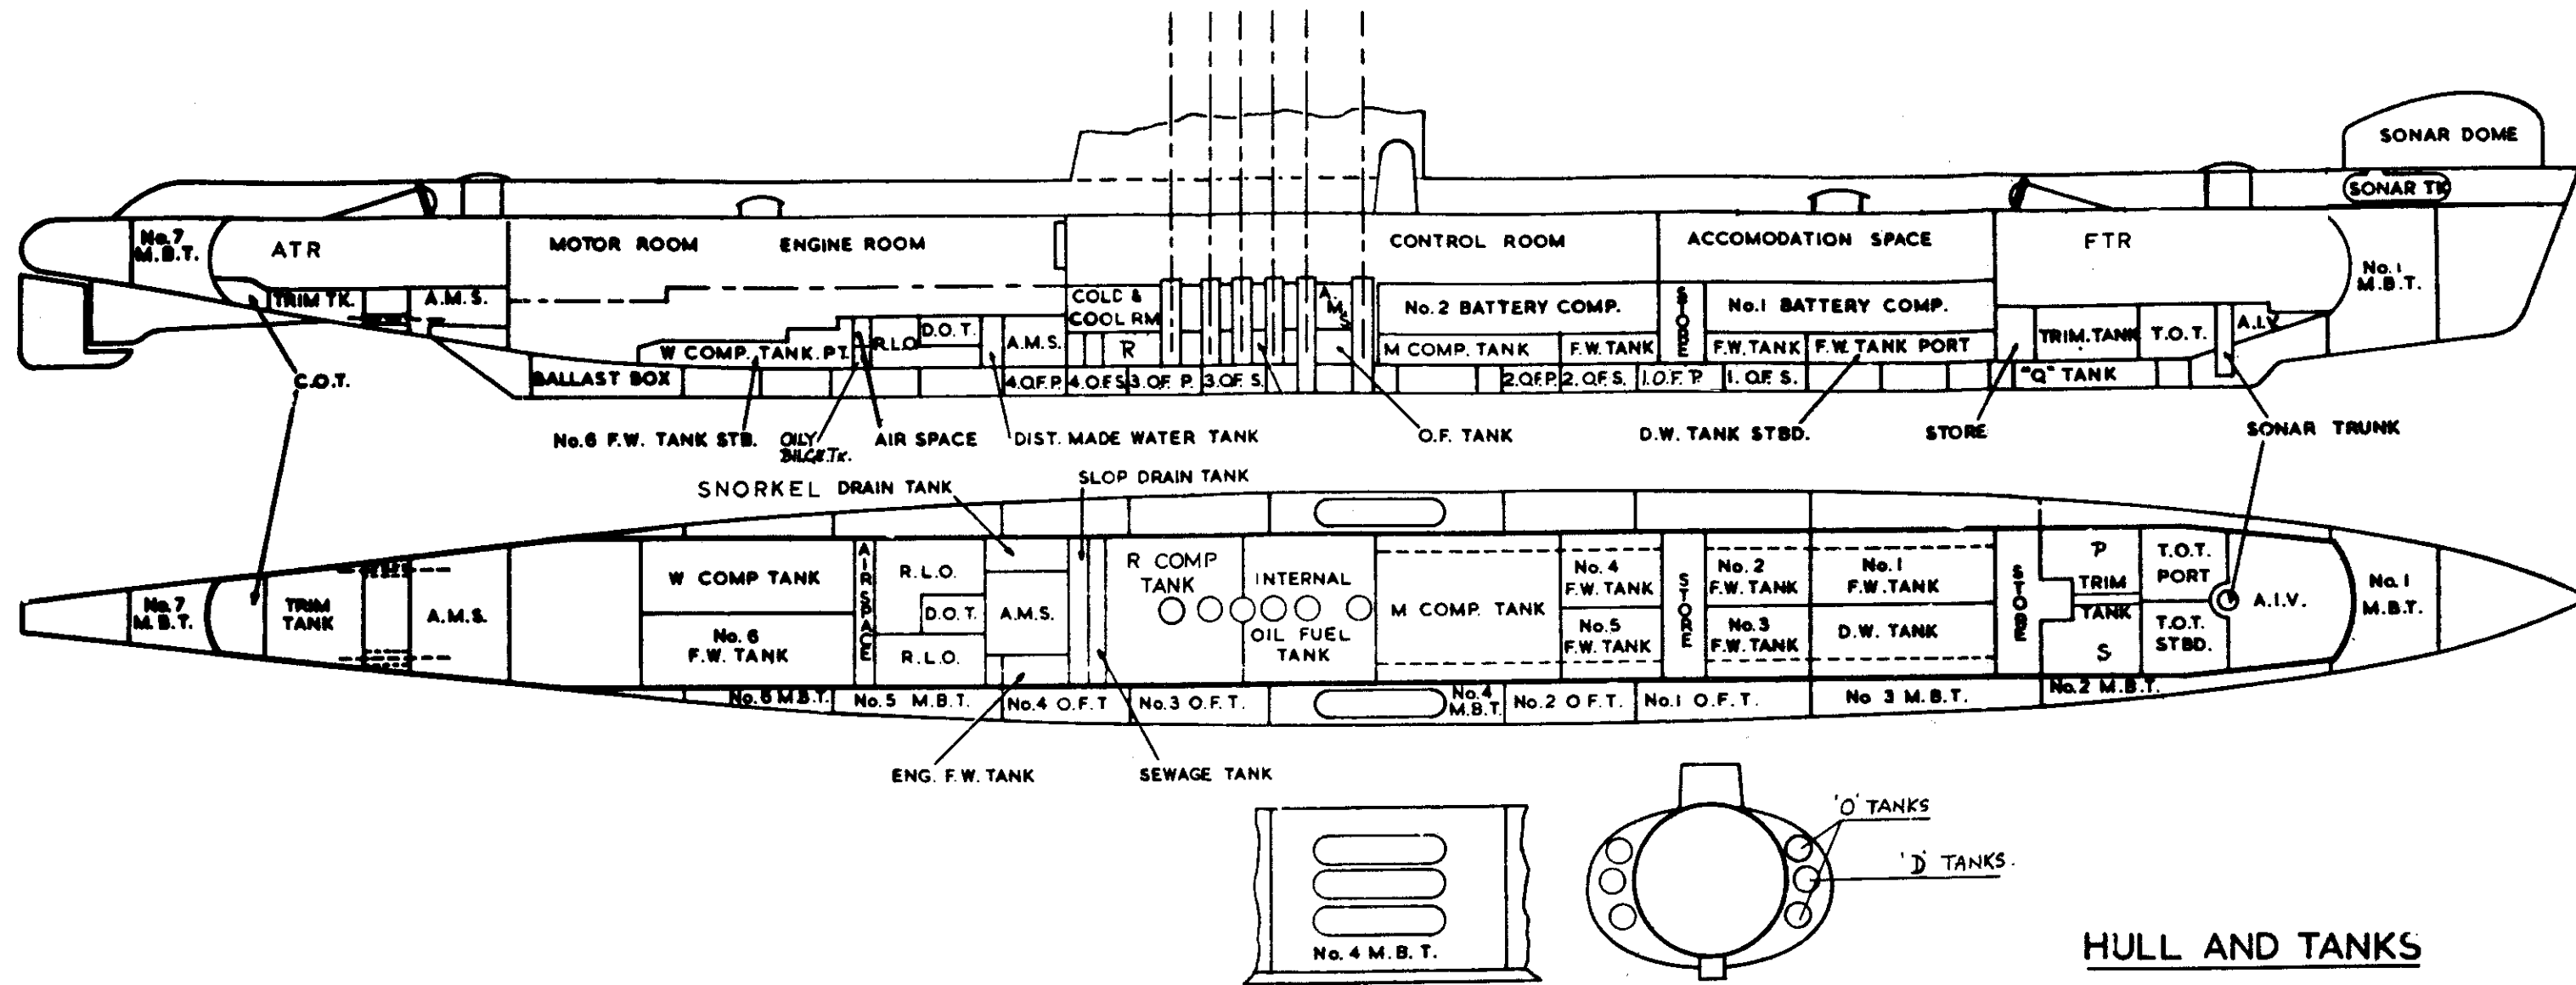 SONAR DOME
SONAR TK
No.7
M.B.T.
ATR
MOTOR ROOM
ENGINE ROOM
CONTROL ROOM
ACCOMODATION SPACE
FTR
No.1
M.B.T.
TRIM TK.
A.M.S.
COLD &
COOL RM
A.
M
S.
No.2 BATTERY COMP.
STORE
No.1 BATTERY COMP.
W COMP. TANK. PT.
R.L.O
D.O.T.
A.M.S.
R
M COMP. TANK
F.W. TANK
F.W. TANK
F.W. TANK PORT
TRIM. TANK
T.O.T.
A.I.V.
C.O.T.
BALLAST BOX
4.O.F.P.
4.O.F.S.
3.O.F. P.
3.O.F. S.
2.O.F.P.
2.O.F.S.
1.O.F. P.
1. O.F. S.
"Q" TANK
No.6 F.W. TANK STB.
OILY
BILGE.TK.
AIR SPACE
DIST. MADE WATER TANK
O.F. TANK
D.W. TANK STBD.
STORE
SONAR TRUNK
SNORKEL DRAIN TANK
SLOP DRAIN TANK
No.7
M.B.T.
TRIM
TANK
A.M.S.
W COMP TANK
No.6
F.W. TANK
AIR SPACE
R.L.O.
D.O.T.
R.L.O.
A.M.S.
R COMP
TANK
INTERNAL
OIL FUEL
TANK
M COMP. TANK
No.4
F.W. TANK
No.5
F.W. TANK
STORE
No.2
F.W. TANK
No.3
F.W. TANK
No.1
F.W. TANK
D.W. TANK
STORE
P
TRIM
TANK
S
T.O.T.
PORT
T.O.T.
STBD.
A.I.V.
No.1
M.B.T.
No.6 M.B.T.
No.5 M.B.T.
No.4 O.F.T
No.3 O.F.T.
No.4
M.B.T.
No.2 O F.T.
No.1 O.F.T.
No 3 M.B.T.
No.2 M.B.T.
ENG. F.W. TANK
SEWAGE TANK
No.4 M.B.T.
'O' TANKS
'D' TANKS.
HULL AND TANKS